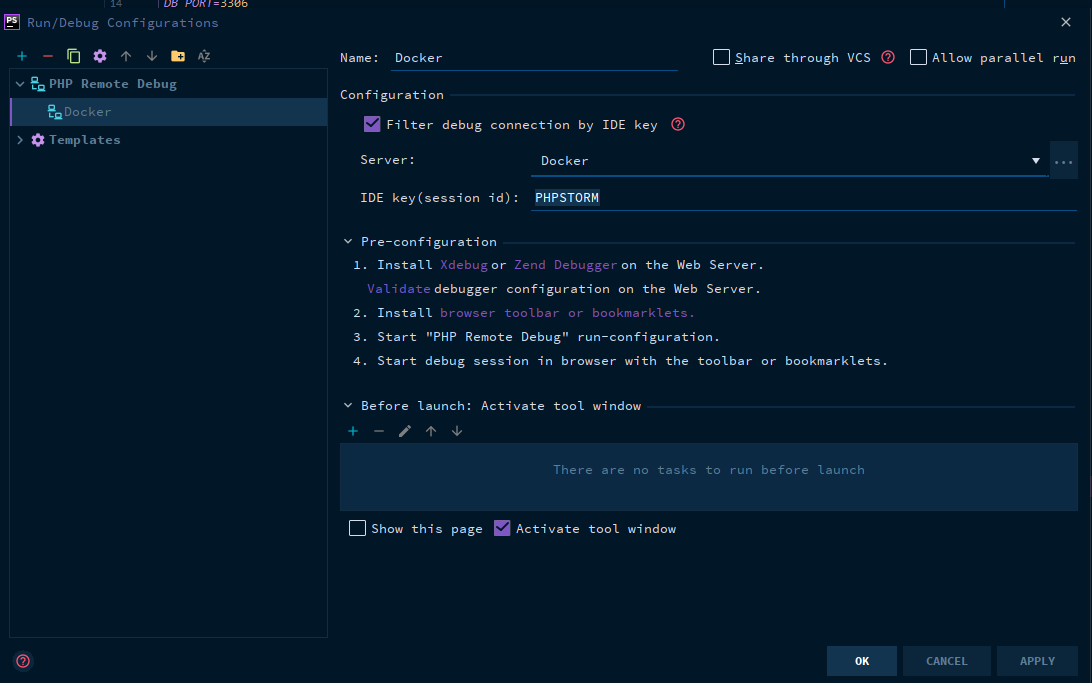 14 DB_PORT=3306
PS Run/Debug Configurations
Name: Docker Share through VCS ? Allow parallel run
PHP Remote Debug
Docker
Templates
Configuration
Filter debug connection by IDE key ?
Server: Docker ...
IDE key(session id): PHPSTORM
Pre-configuration
1. Install Xdebug or Zend Debugger on the Web Server.
Validate debugger configuration on the Web Server.
2. Install browser toolbar or bookmarklets.
3. Start "PHP Remote Debug" run-configuration.
4. Start debug session in browser with the toolbar or bookmarklets.
Before launch: Activate tool window
There are no tasks to run before launch
Show this page Activate tool window
? OK CANCEL APPLY